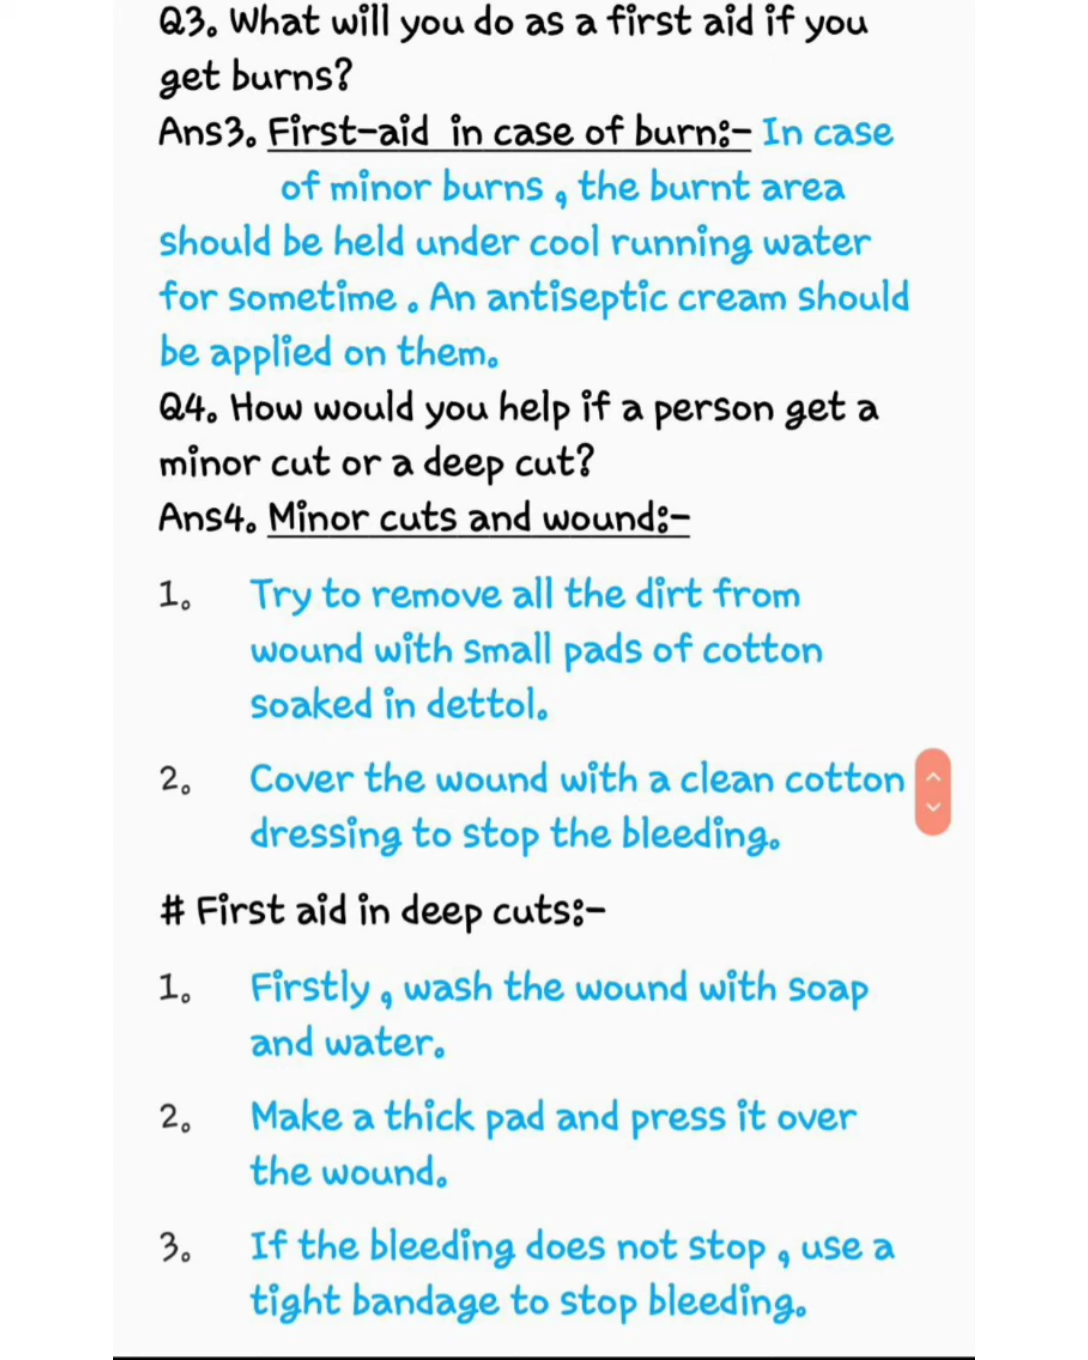 Q3. What will you do as a first aid if you
get burns?
Ans3. First-aid in case of burn:- In case
of minor burns , the burnt area
should be held under cool running water
for sometime . An antiseptic cream should
be applied on them.
Q4. How would you help if a person get a
minor cut or a deep cut?
Ans4. Minor cuts and wound:-
1. Try to remove all the dirt from
wound with small pads of cotton
soaked in dettol.
2. Cover the wound with a clean cotton
dressing to stop the bleeding.
# First aid in deep cuts:-
1. Firstly , wash the wound with soap
and water.
2. Make a thick pad and press it over
the wound.
3. If the bleeding does not stop , use a
tight bandage to stop bleeding.